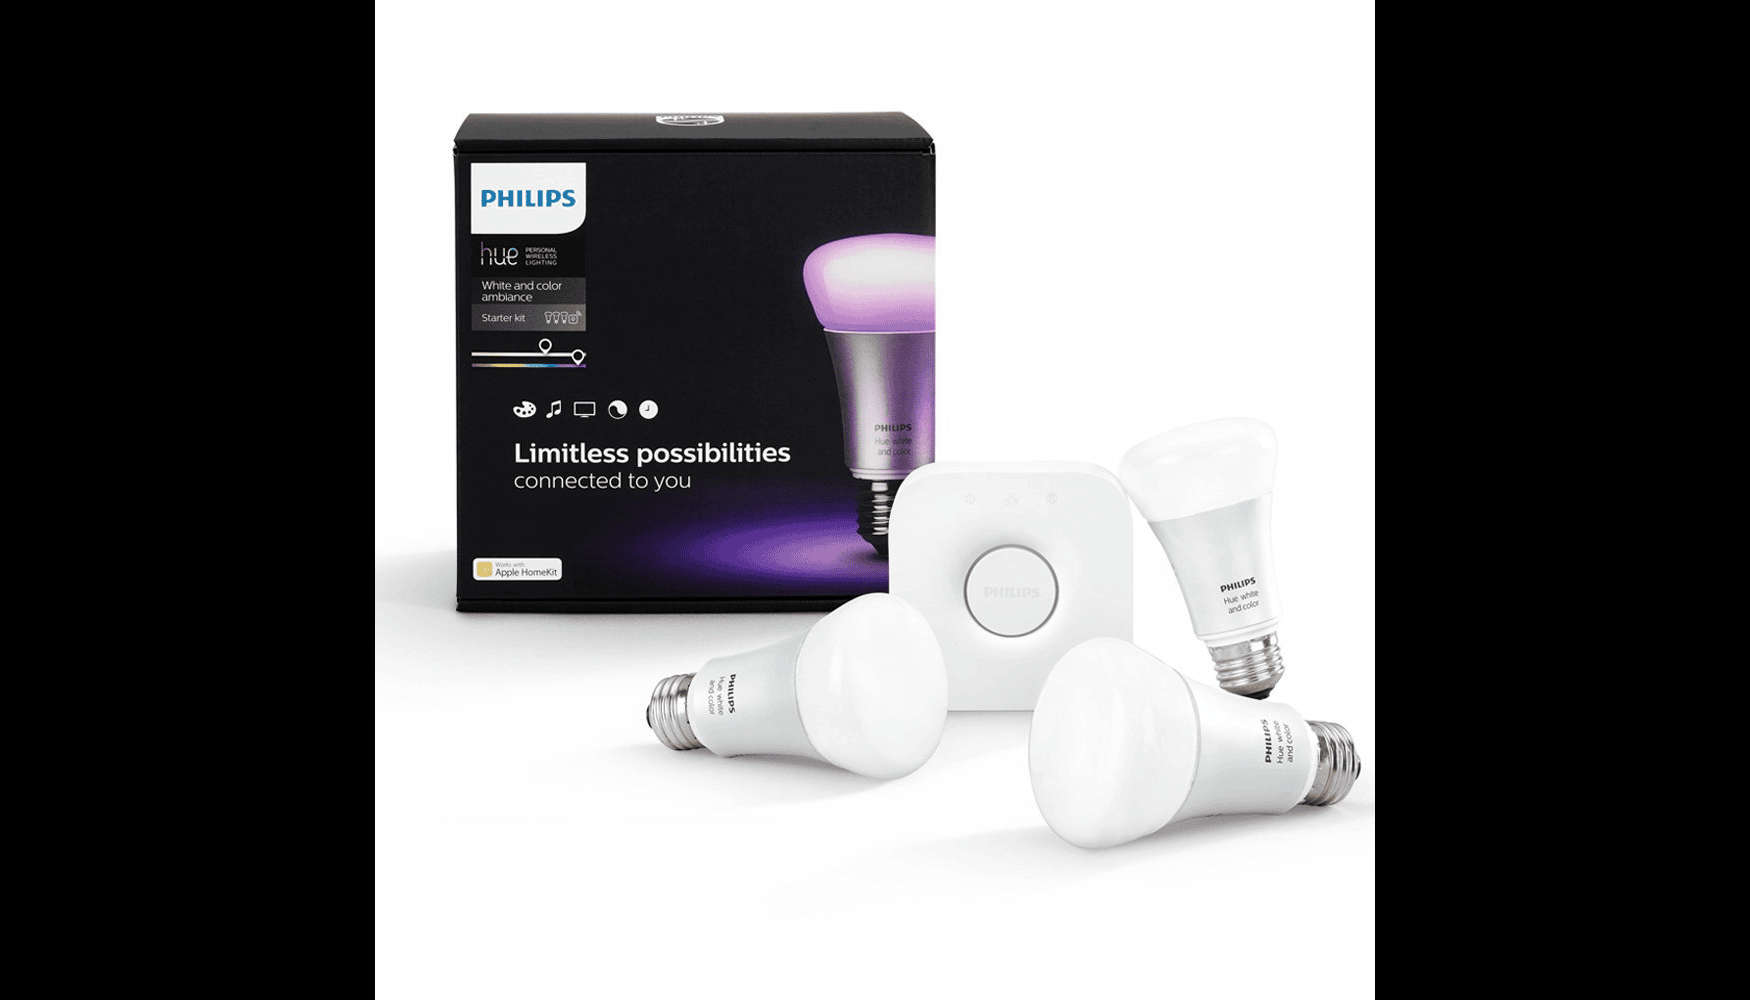 PHILIPS
hue PERSONAL
WIRELESS
LIGHTING
White and color
ambiance
Starter kit
Limitless possibilities
connected to you
Works with
Apple HomeKit
PHILIPS
Hue white
and color
PHILIPS
PHILIPS
Hue white
and color
PHILIPS
Hue white
and color
PHILIPS
Hue white
and color